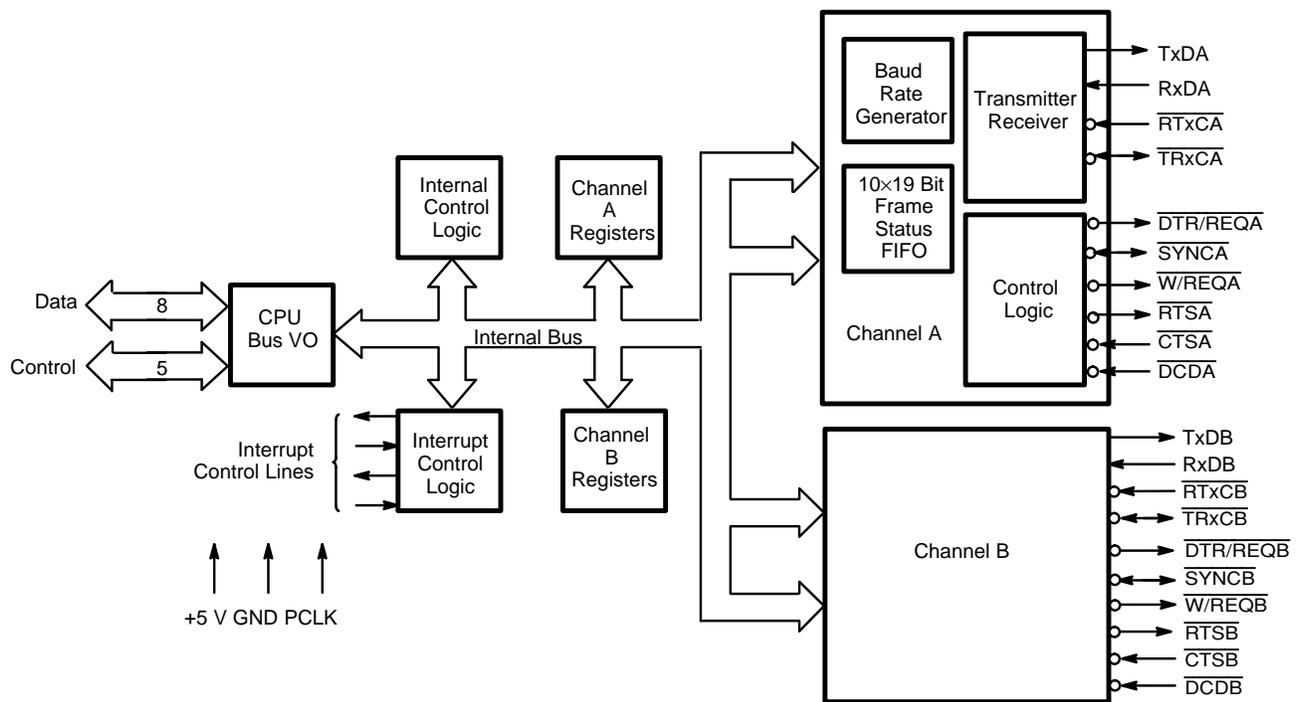 Data
8
Control
5
CPU
Bus VO
Internal
Control
Logic
Channel
A
Registers
Internal Bus
Interrupt
Control Lines
Interrupt
Control
Logic
Channel
B
Registers
+5 V GND PCLK
Baud
Rate
Generator
10×19 Bit
Frame
Status
FIFO
Channel A
Transmitter
Receiver
Control
Logic
TxDA
RxDA
RTxCA
TRxCA
DTR/REQA
SYNCA
W/REQA
RTSA
CTSA
DCDA
Channel B
TxDB
RxDB
RTxCB
TRxCB
DTR/REQB
SYNCB
W/REQB
RTSB
CTSB
DCDB